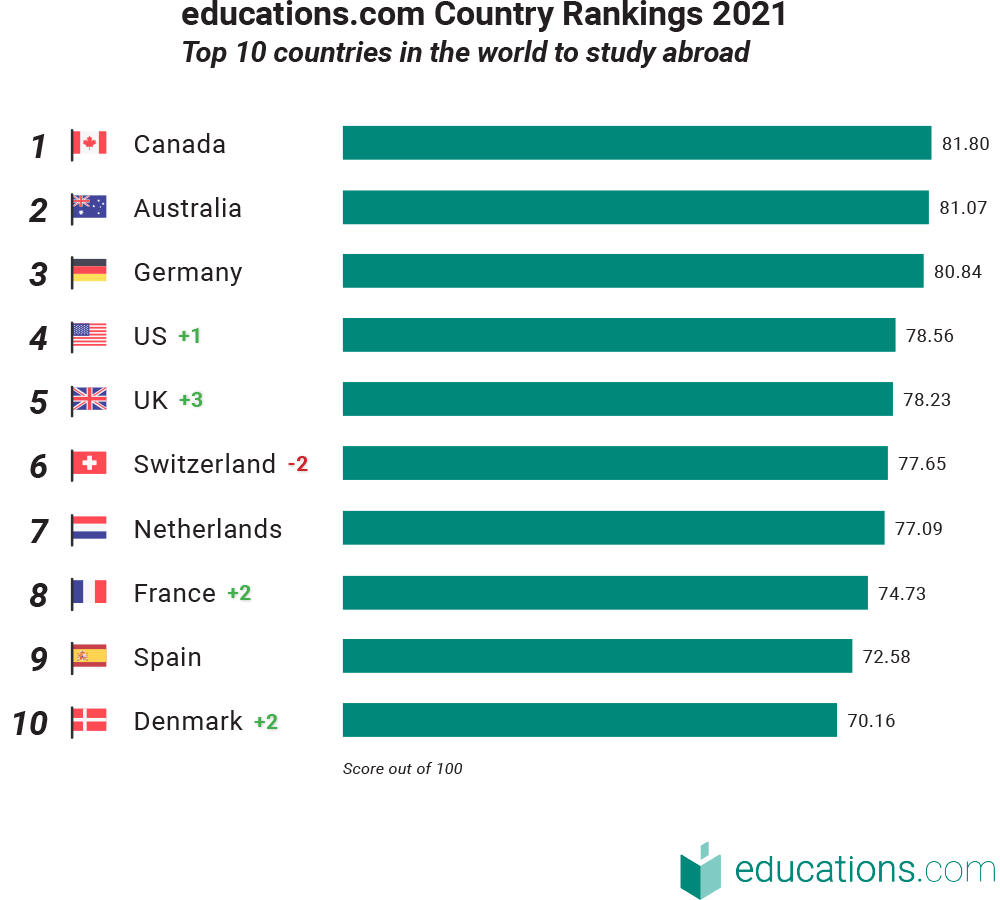 educations.com Country Rankings 2021
Top 10 countries in the world to study abroad
1 Canada 81.80
2 Australia 81.07
3 Germany 80.84
4 US +1 78.56
5 UK +3 78.23
6 Switzerland -2 77.65
7 Netherlands 77.09
8 France +2 74.73
9 Spain 72.58
10 Denmark +2 70.16
Score out of 100
educations.com